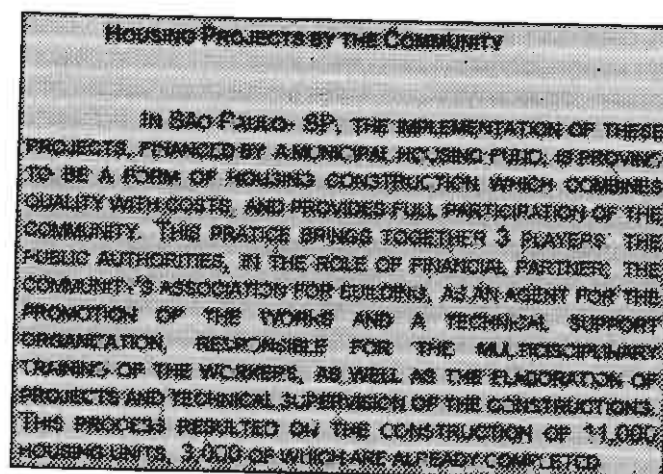 HOUSING PROJECTS BY THE COMMUNITY
IN SÃO PAULO- SP, THE IMPLEMENTATION OF THESE
PROJECTS, FINANCED BY A MUNICIPAL HOUSING FUND, IS PROVING
TO BE A FORM OF HOUSING CONSTRUCTION WHICH COMBINES
QUALITY WITH COSTS, AND PROVIDES FULL PARTICIPATION OF THE
COMMUNITY. THIS PRATICE BRINGS TOGETHER 3 PLAYERS: THE
PUBLIC AUTHORITIES, IN THE ROLE OF FINANCIAL PARTNER; THE
COMMUNITY'S ASSOCIATION FOR BUILDING, AS AN AGENT FOR THE
PROMOTION OF THE WORKS AND A TECHNICAL SUPPORT
ORGANIZATION, RESPONSIBLE FOR THE MULTIDISCIPLINARY
TRAINING OF THE WORKERS, AS WELL AS THE ELABORATION OF
PROJECTS AND TECHNICAL SUPERVISION OF THE CONSTRUCTIONS.
THIS PROCESS RESULTED ON THE CONSTRUCTION OF 11,000
HOUSING UNITS, 3,000 OF WHICH ARE ALREADY COMPLETED